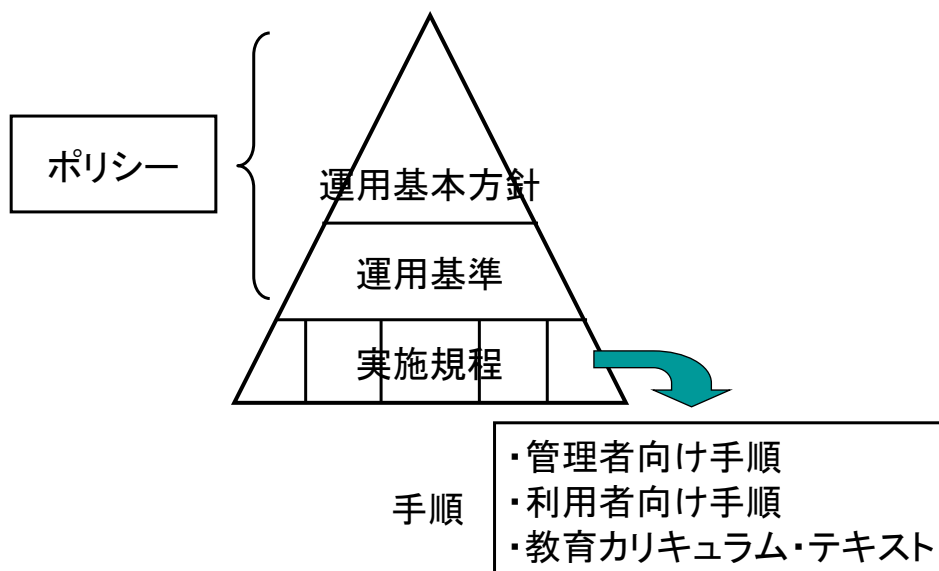 ポリシー
運用基本方針
運用基準
実施規程
手順
・管理者向け手順
・利用者向け手順
・教育カリキュラム・テキスト